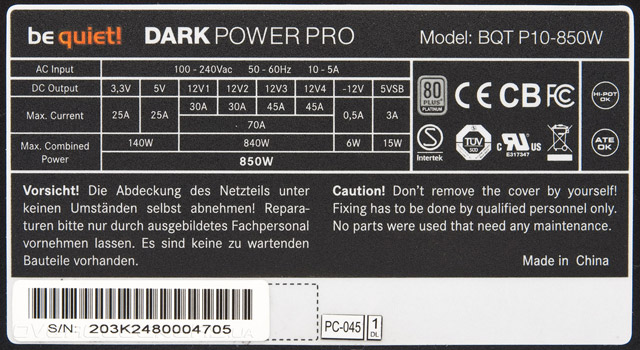 be quiet! DARK POWER PRO Model: BQT P10-850W
AC Input 100 - 240Vac 50 - 60Hz 10 - 5A
DC Output 3,3V 5V 12V1 12V2 12V3 12V4 -12V 5VSB
Max. Current 25A 25A 30A 30A 45A 45A 0,5A 3A
70A
Max. Combined Power 140W 840W 6W 15W
850W
80 PLUS PLATINUM CE CB FC HI-POT OK
S Intertek TÜV SÜD c UL US E317347 ATE OK
Vorsicht! Die Abdeckung des Netzteils unter
keinen Umständen selbst abnehmen! Repara-
turen bitte nur durch ausgebildetes Fachpersonal
vornehmen lassen. Es sind keine zu wartenden
Bauteile vorhanden.
Caution! Don't remove the cover by yourself!
Fixing has to be done by qualified personnel only.
No parts were used that need any maintenance.
Made in China
S/N: 203K2480004705
PC-045 1 DL